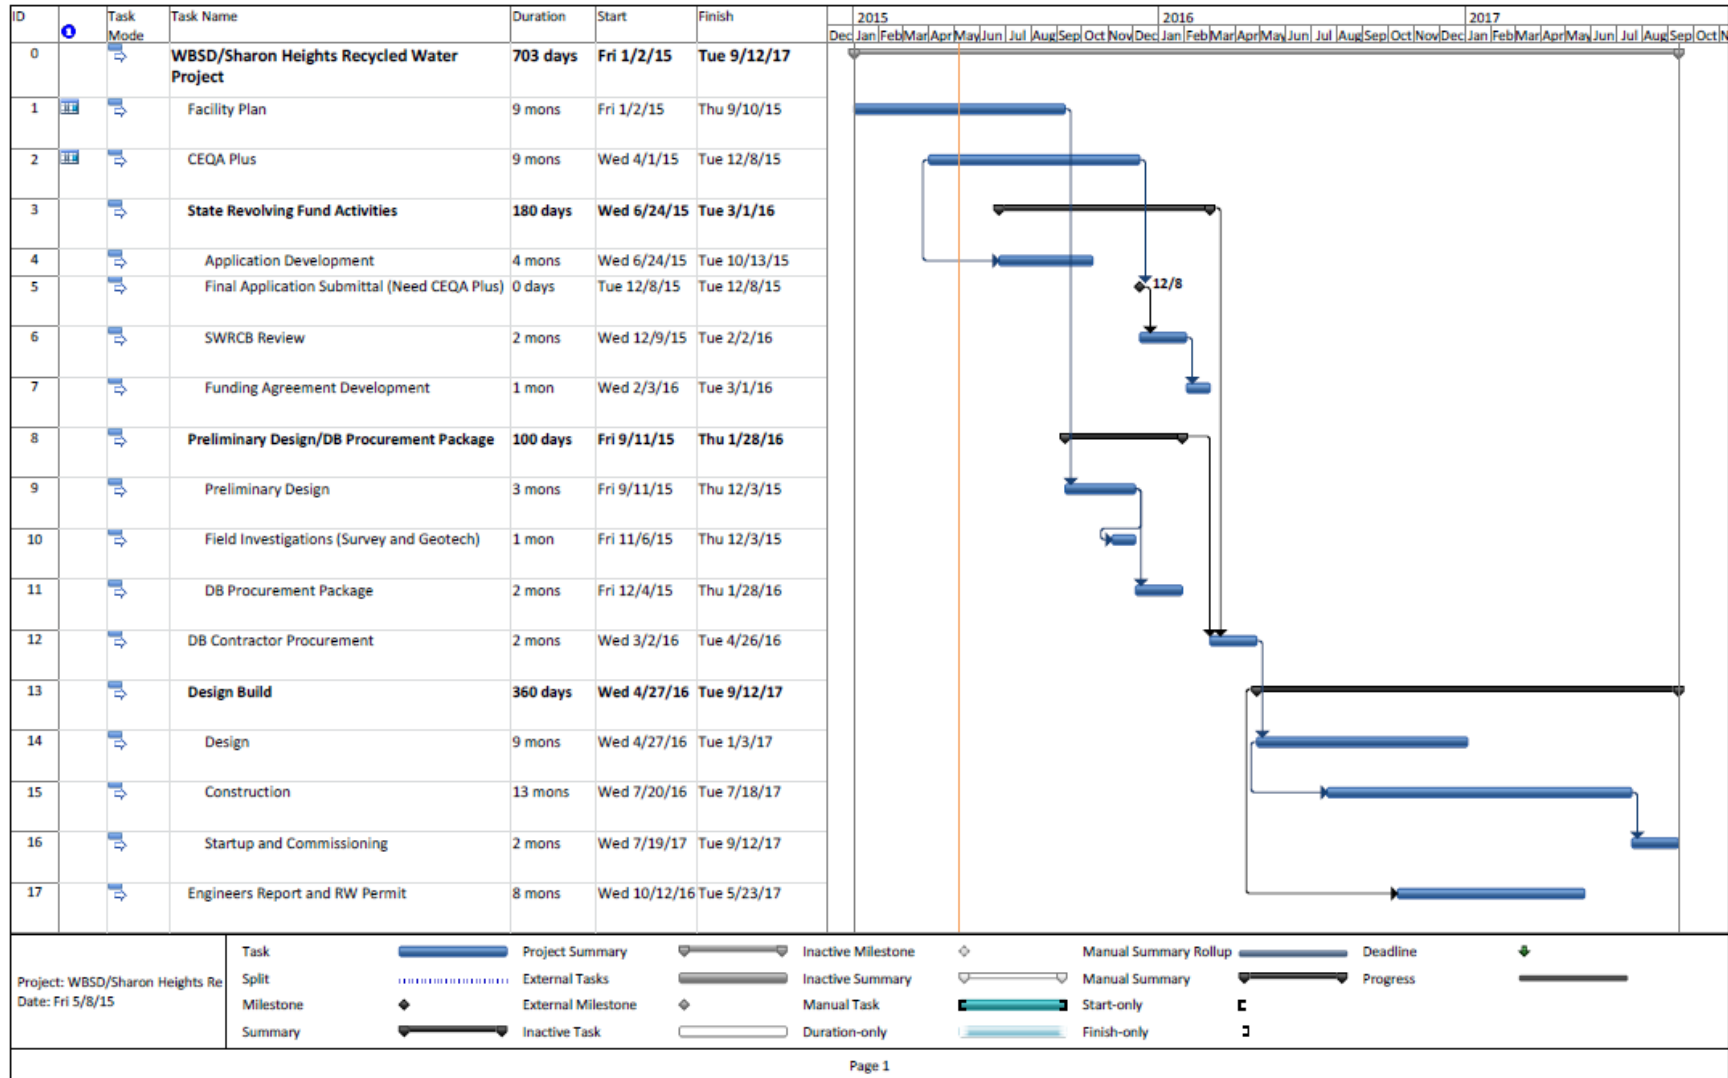 ID Task Task Name Duration Start Finish 2015 2016 2017
Mode Dec Jan Feb Mar Apr May Jun Jul Aug Sep Oct Nov Dec Jan Feb Mar Apr May Jun Jul Aug Sep Oct Nov Dec Jan Feb Mar Apr May Jun Jul Aug Sep Oct N
0 WBSD/Sharon Heights Recycled Water 703 days Fri 1/2/15 Tue 9/12/17
Project
1 Facility Plan 9 mons Fri 1/2/15 Thu 9/10/15
2 CEQA Plus 9 mons Wed 4/1/15 Tue 12/8/15
3 State Revolving Fund Activities 180 days Wed 6/24/15 Tue 3/1/16
4 Application Development 4 mons Wed 6/24/15 Tue 10/13/15
5 Final Application Submittal (Need CEQA Plus) 0 days Tue 12/8/15 Tue 12/8/15 12/8
6 SWRCB Review 2 mons Wed 12/9/15 Tue 2/2/16
7 Funding Agreement Development 1 mon Wed 2/3/16 Tue 3/1/16
8 Preliminary Design/DB Procurement Package 100 days Fri 9/11/15 Thu 1/28/16
9 Preliminary Design 3 mons Fri 9/11/15 Thu 12/3/15
10 Field Investigations (Survey and Geotech) 1 mon Fri 11/6/15 Thu 12/3/15
11 DB Procurement Package 2 mons Fri 12/4/15 Thu 1/28/16
12 DB Contractor Procurement 2 mons Wed 3/2/16 Tue 4/26/16
13 Design Build 360 days Wed 4/27/16 Tue 9/12/17
14 Design 9 mons Wed 4/27/16 Tue 1/3/17
15 Construction 13 mons Wed 7/20/16 Tue 7/18/17
16 Startup and Commissioning 2 mons Wed 7/19/17 Tue 9/12/17
17 Engineers Report and RW Permit 8 mons Wed 10/12/16 Tue 5/23/17
Project: WBSD/Sharon Heights Re
Date: Fri 5/8/15
Task Project Summary Inactive Milestone Manual Summary Rollup Deadline
Split External Tasks Inactive Summary Manual Summary Progress
Milestone External Milestone Manual Task Start-only
Summary Inactive Task Duration-only Finish-only
Page 1